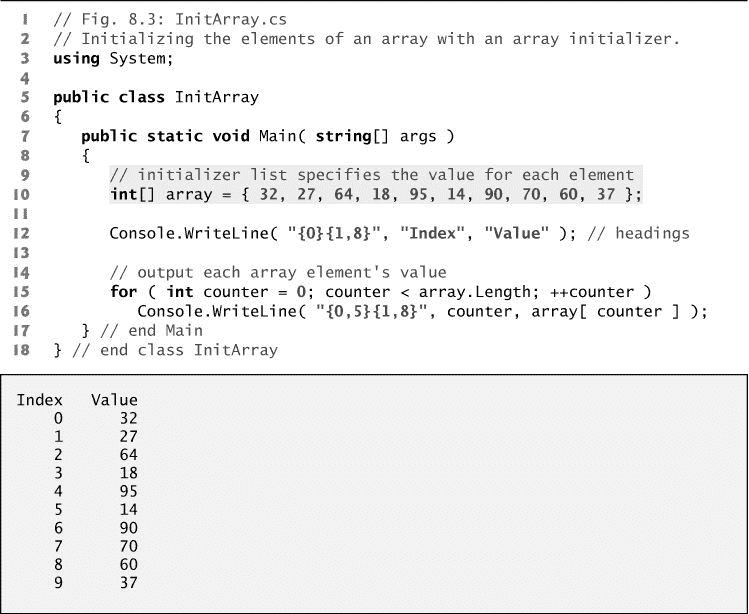 1 // Fig. 8.3: InitArray.cs
2 // Initializing the elements of an array with an array initializer.
3 using System;
4
5 public class InitArray
6 {
7 public static void Main( string[] args )
8 {
9 // initializer list specifies the value for each element
10 int[] array = { 32, 27, 64, 18, 95, 14, 90, 70, 60, 37 };
11
12 Console.WriteLine( "{0}{1,8}", "Index", "Value" ); // headings
13
14 // output each array element's value
15 for ( int counter = 0; counter < array.Length; ++counter )
16 Console.WriteLine( "{0,5}{1,8}", counter, array[ counter ] );
17 } // end Main
18 } // end class InitArray
Index Value
0 32
1 27
2 64
3 18
4 95
5 14
6 90
7 70
8 60
9 37